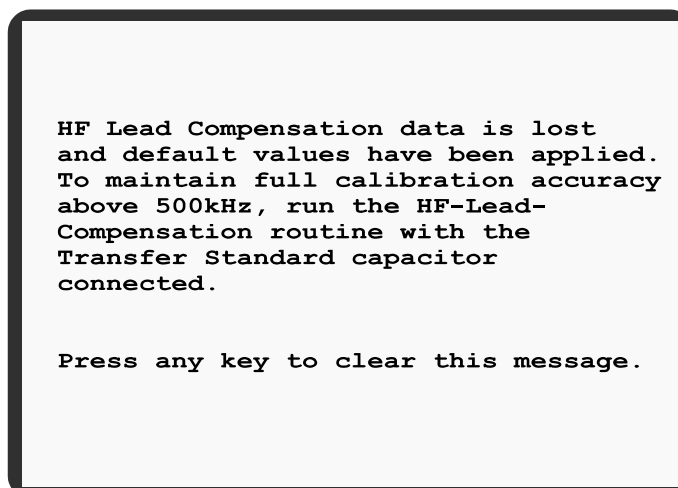 HF Lead Compensation data is lost
and default values have been applied.
To maintain full calibration accuracy
above 500kHz, run the HF-Lead-
Compensation routine with the
Transfer Standard capacitor
connected.
Press any key to clear this message.